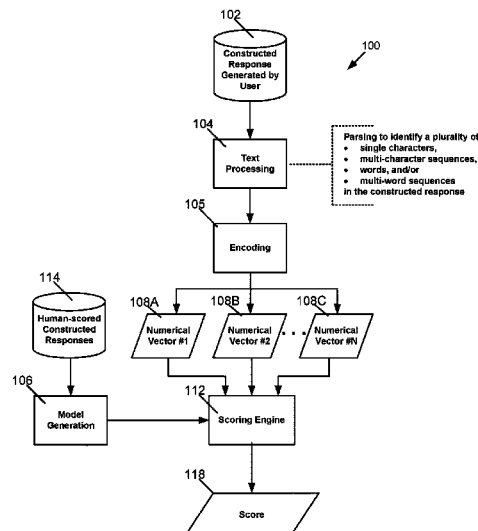 102
Constructed
Response
Generated by
User
100
104
Text
Processing
Parsing to identify a plurality of
• single characters,
• multi-character sequences,
• words, and/or
• multi-word sequences
in the constructed response
105
Encoding
114
Human-scored
Constructed
Responses
108A
Numerical
Vector #1
108B
Numerical
Vector #2
. . .
108C
Numerical
Vector #N
106
Model
Generation
112
Scoring Engine
118
Score